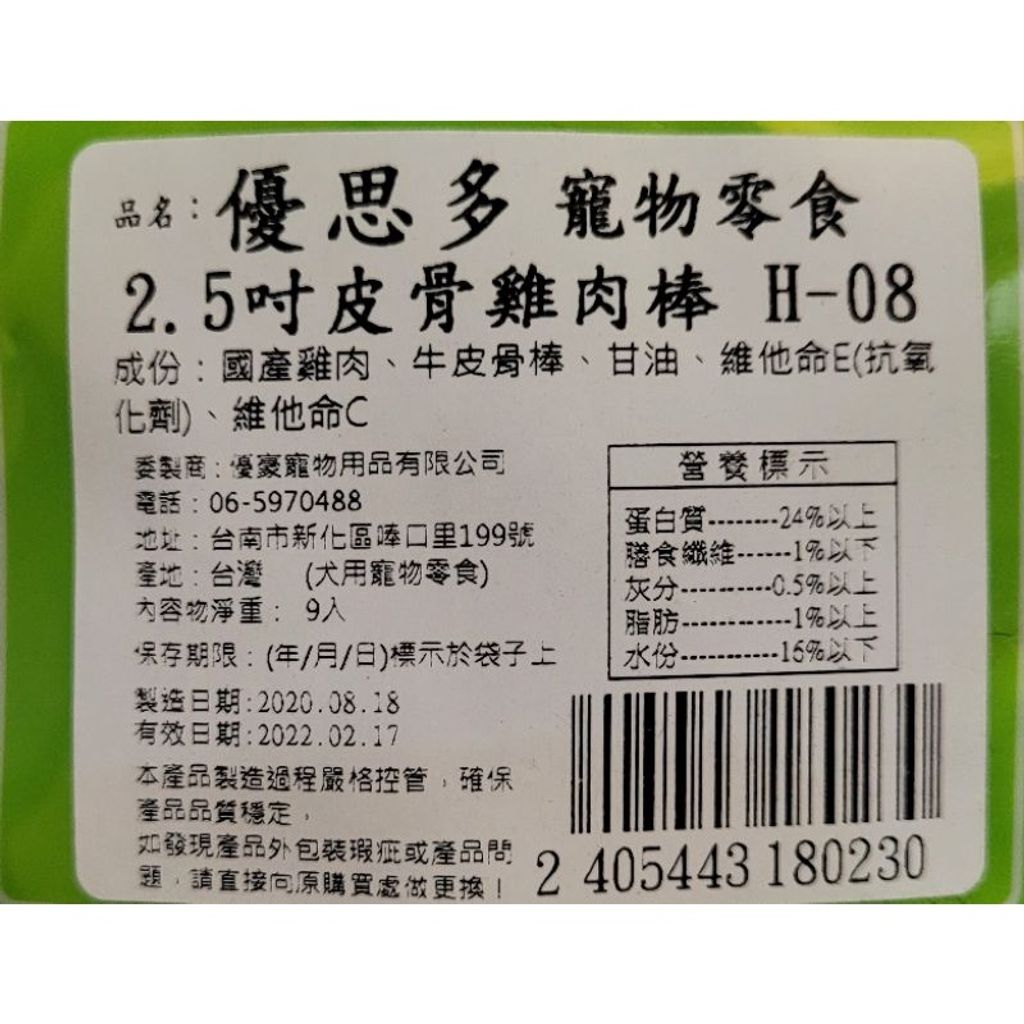 品名：優思多 寵物零食
2.5吋皮骨雞肉棒 H-08
成份：國產雞肉、牛皮骨棒、甘油、維他命E(抗氧
化劑)、維他命C
委製商：優豪寵物用品有限公司
電話：06-5970488
地址：台南市新化區唪口里199號
產地：台灣 (犬用寵物零食)
內容物淨重： 9入
保存期限：(年/月/日)標示於袋子上
製造日期:2020.08.18
有效日期:2022.02.17
本產品製造過程嚴格控管，確保
產品品質穩定，
如發現產品外包裝瑕疵或產品問
題，請直接向原購買處做更換！
營養標示
蛋白質--------24%以上
膳食纖維------1%以下
灰分----------0.5%以上
脂肪------------1%以上
水份-----------16%以下
2 405443 180230